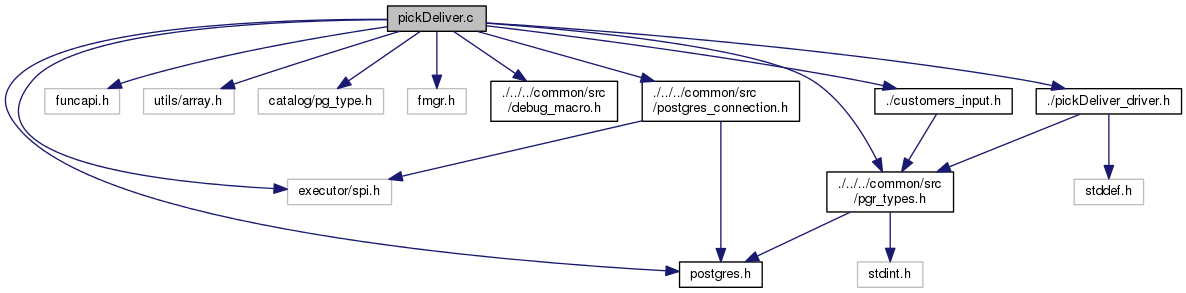 pickDeliver.c
funcapi.h
utils/array.h
catalog/pg_type.h
fmgr.h
./../../common/src
/debug_macro.h
./../../common/src
/postgres_connection.h
./customers_input.h
./pickDeliver_driver.h
executor/spi.h
./../../common/src
/pgr_types.h
stddef.h
postgres.h
stdint.h